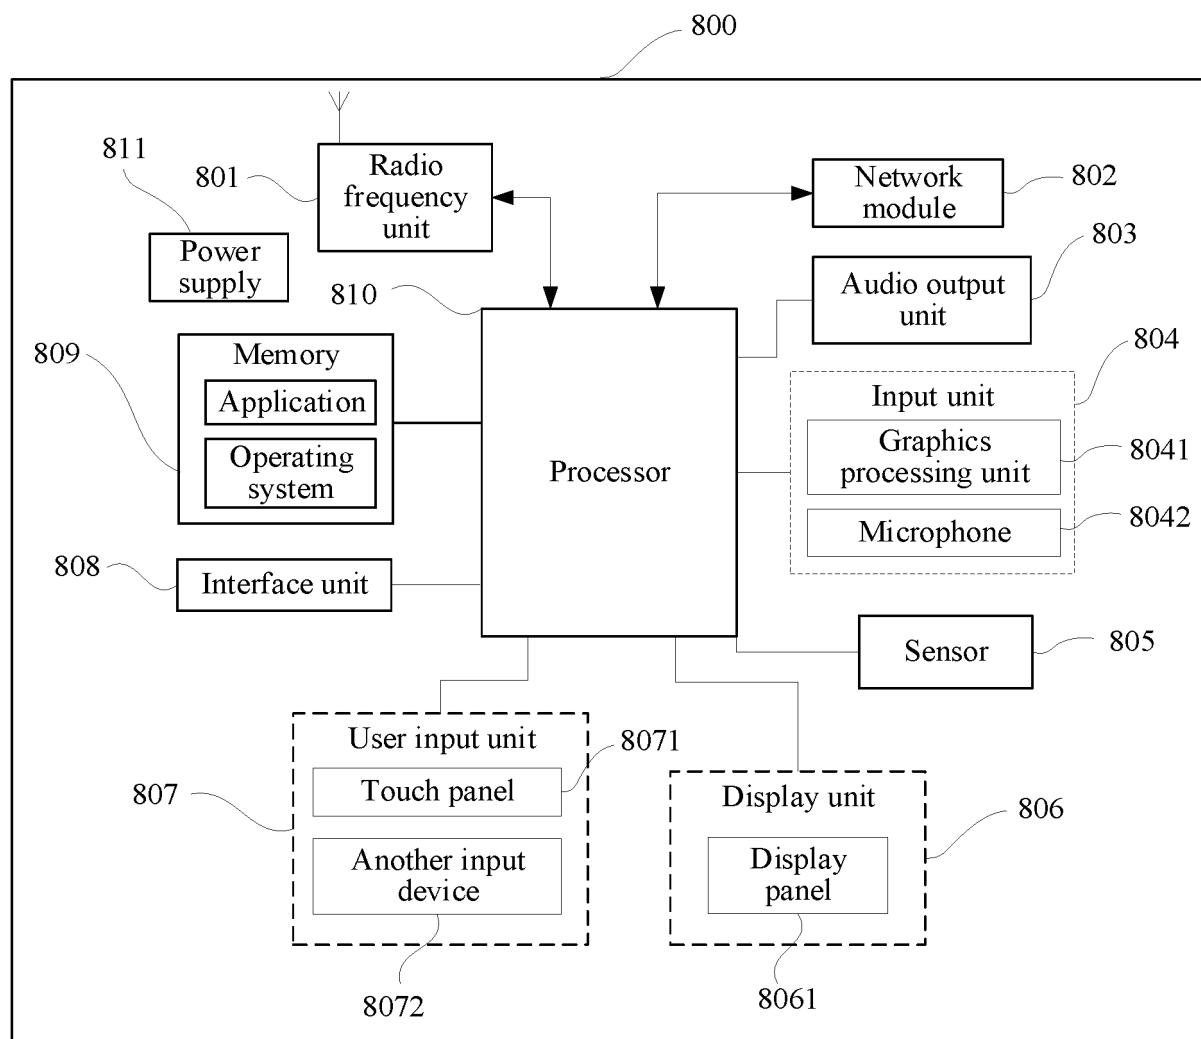 800
811
801
Radio
frequency
unit
Network
module
802
Power
supply
803
Audio output
unit
810
809
Memory
Application
Operating
system
Processor
804
Input unit
Graphics
processing unit
8041
Microphone
8042
808
Interface unit
Sensor
805
User input unit
8071
Touch panel
807
Another input
device
8072
Display unit
806
Display
panel
8061